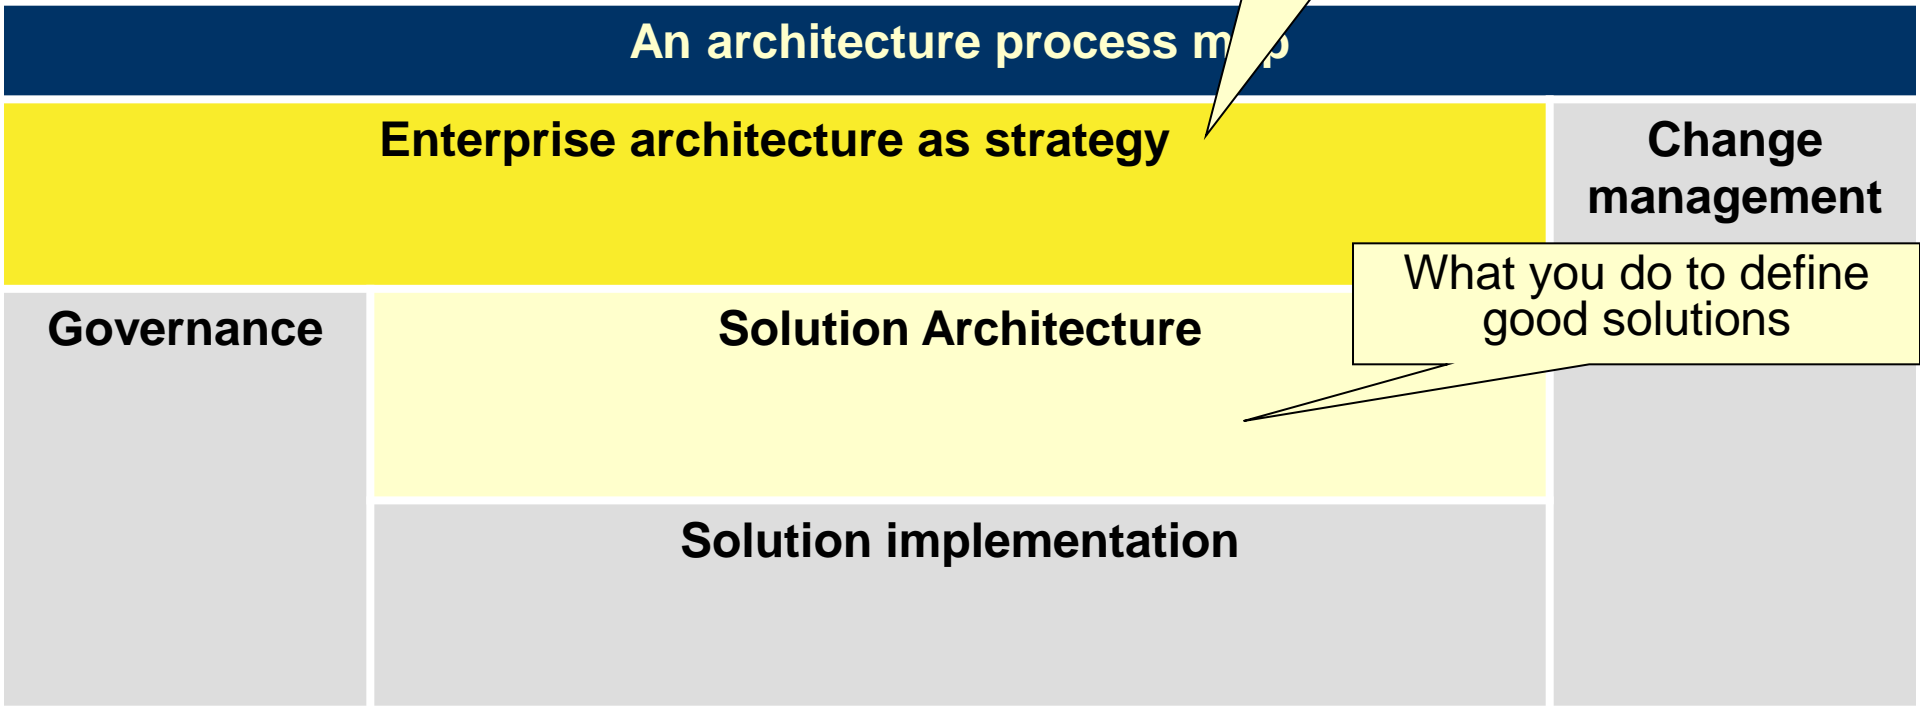 An architecture process m p
Enterprise architecture as strategy
Change
management
What you do to define
good solutions
Governance
Solution Architecture
Solution implementation